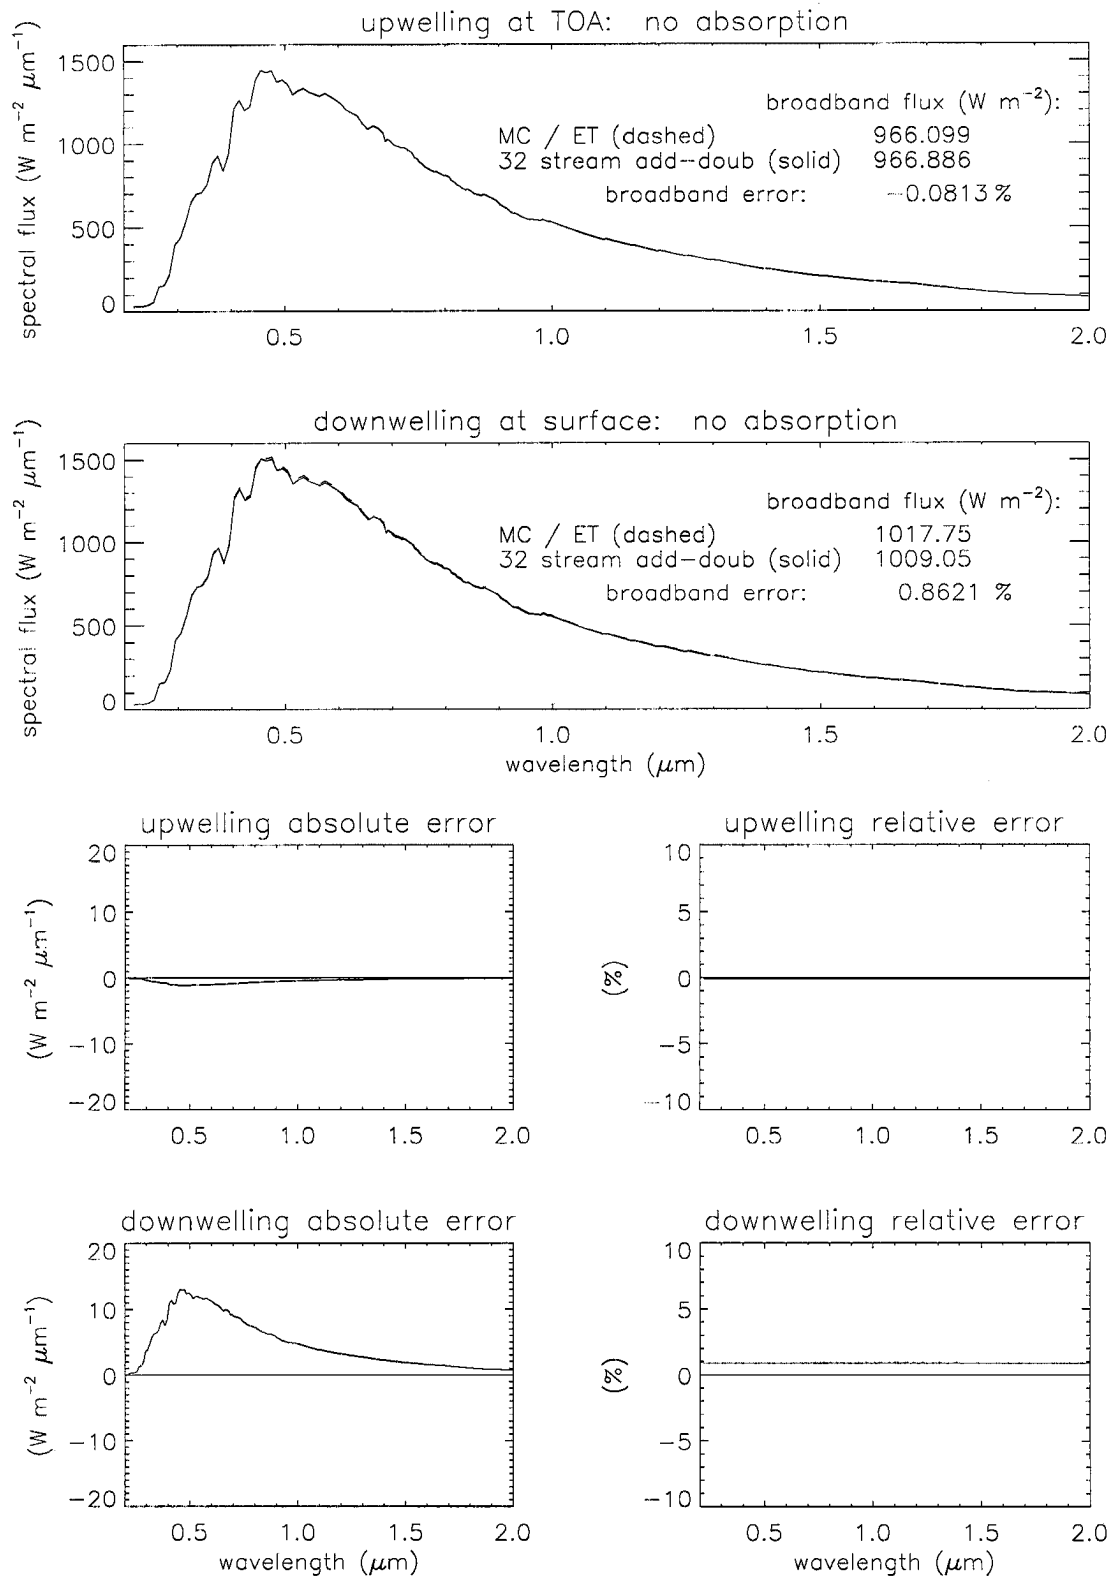 upwelling at TOA: no absorption
spectral flux (W m⁻² μm⁻¹)
1500
1000
500
0
broadband flux (W m⁻²):
MC / ET (dashed) 966.099
32 stream add-doub (solid) 966.886
broadband error: -0.0813 %
0.5 1.0 1.5 2.0
downwelling at surface: no absorption
spectral flux (W m⁻² μm⁻¹)
1500
1000
500
0
broadband flux (W m⁻²):
MC / ET (dashed) 1017.75
32 stream add-doub (solid) 1009.05
broadband error: 0.8621 %
0.5 1.0 1.5 2.0
wavelength (μm)
upwelling absolute error
(W m⁻² μm⁻¹)
20
10
0
-10
-20
0.5 1.0 1.5 2.0
upwelling relative error
(%)
10
5
0
-5
-10
0.5 1.0 1.5 2.0
downwelling absolute error
(W m⁻² μm⁻¹)
20
10
0
-10
-20
0.5 1.0 1.5 2.0
wavelength (μm)
downwelling relative error
(%)
10
5
0
-5
-10
0.5 1.0 1.5 2.0
wavelength (μm)